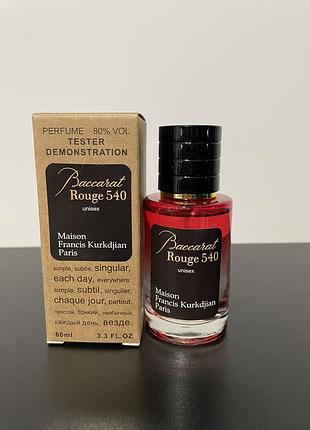 PERFUME 80% VOL
TESTER
DEMONSTRATION
Baccarat
Rouge 540
unisex
Maison
Francis Kurkdjian
Paris
simple, subtle, singular,
each day, everywhere.
simple, subtil, singulier,
chaque jour, partout.
простой, тонкий, необычный,
каждый день, везде.
60ml 3.3 FL.OZ
Baccarat
Rouge 540
unisex
Maison
Francis Kurkdjian
Paris